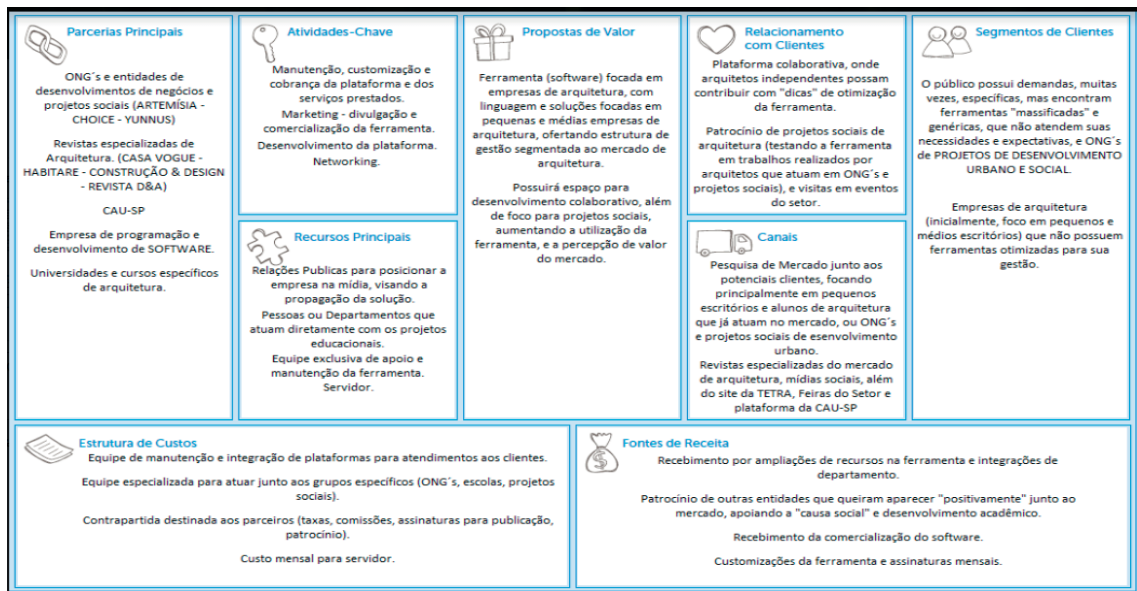 Parcerias Principais
ONG´s e entidades de
desenvolvimentos de negócios e
projetos sociais (ARTEMÍSIA -
CHOICE - YUNNUS)
Revistas especializadas de
Arquitetura. (CASA VOGUE -
HABITARE - CONSTRUÇÃO & DESIGN
- REVISTA D&A)
CAU-SP
Empresa de programação e
desenvolvimento de SOFTWARE.
Universidades e cursos específicos
de arquitetura.
Atividades-Chave
Manutenção, customização e
cobrança da plataforma e dos
serviços prestados.
Marketing - divulgação e
comercialização da ferramenta.
Desenvolvimento da plataforma.
Networking.
Recursos Principais
Relações Publicas para posicionar a
empresa na mídia, visando a
propagação da solução.
Pessoas ou Departamentos que
atuam diretamente com os projetos
educacionais.
Equipe exclusiva de apoio e
manutenção da ferramenta.
Servidor.
Propostas de Valor
Ferramenta (software) focada em
empresas de arquitetura, com
linguagem e soluções focadas em
pequenas e médias empresas de
arquitetura, ofertando estrutura de
gestão segmentada ao mercado de
arquitetura.
Possuirá espaço para
desenvolvimento colaborativo, além
de foco para projetos sociais,
aumentando a utilização da
ferramenta, e a percepção de valor
do mercado.
Relacionamento
com Clientes
Plataforma colaborativa, onde
arquitetos independentes possam
contribuir com "dicas" de otimização
da ferramenta.
Patrocínio de projetos sociais de
arquitetura (testando a ferramenta
em trabalhos realizados por
arquitetos que atuam em ONG´s e
projetos sociais), e visitas em eventos
do setor.
Canais
Pesquisa de Mercado junto aos
potenciais clientes, focando
principalmente em pequenos
escritórios e alunos de arquitetura
que já atuam no mercado, ou ONG´s
e projetos sociais de esenvolvimento
urbano.
Revistas especializadas do mercado
de arquitetura, mídias sociais, além
do site da TETRA, Feiras do Setor e
plataforma da CAU-SP
Segmentos de Clientes
O público possui demandas, muitas
vezes, específicas, mas encontram
ferramentas "massificadas" e
genéricas, que não atendem suas
necessidades e expectativas, e ONG´s
de PROJETOS DE DESENVOLVIMENTO
URBANO E SOCIAL.
Empresas de arquitetura
(inicialmente, foco em pequenos e
médios escritórios) que não possuem
ferramentas otimizadas para sua
gestão.
Estrutura de Custos
Equipe de manutenção e integração de plataformas para atendimentos aos clientes.
Equipe especializada para atuar junto aos grupos específicos (ONG´s, escolas, projetos
sociais).
Contrapartida destinada aos parceiros (taxas, comissões, assinaturas para publicação,
patrocínio).
Custo mensal para servidor.
Fontes de Receita
Recebimento por ampliações de recursos na ferramenta e integrações de
departamento.
Patrocínio de outras entidades que queiram aparecer "positivamente" junto ao
mercado, apoiando a "causa social" e desenvolvimento acadêmico.
Recebimento da comercialização do software.
Customizações da ferramenta e assinaturas mensais.